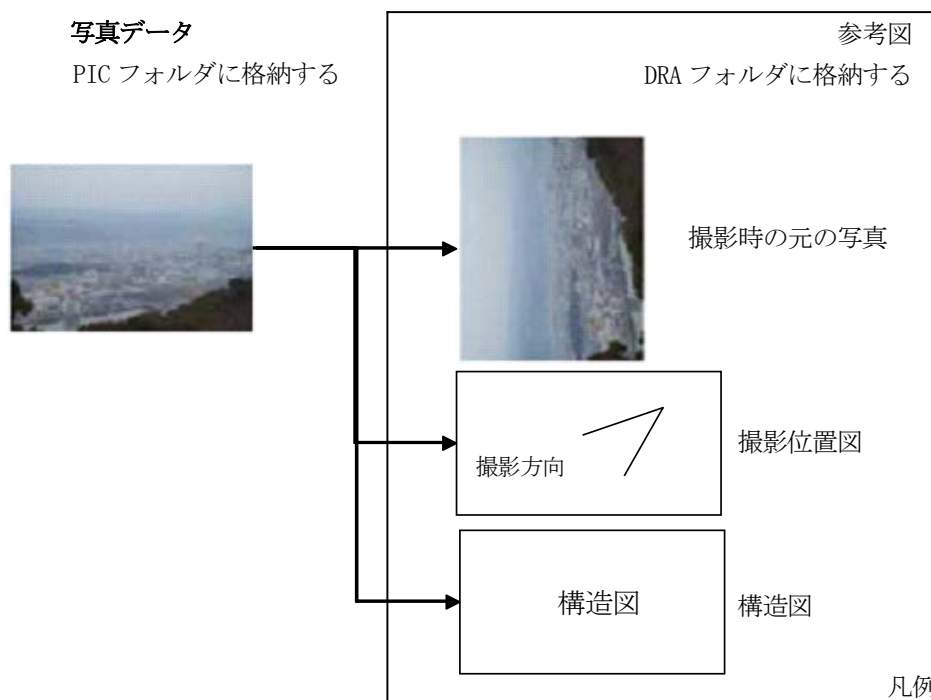 写真データ
PIC フォルダに格納する
参考図
DRA フォルダに格納する
撮影時の元の写真
撮影方向
撮影位置図
構造図
構造図
凡例